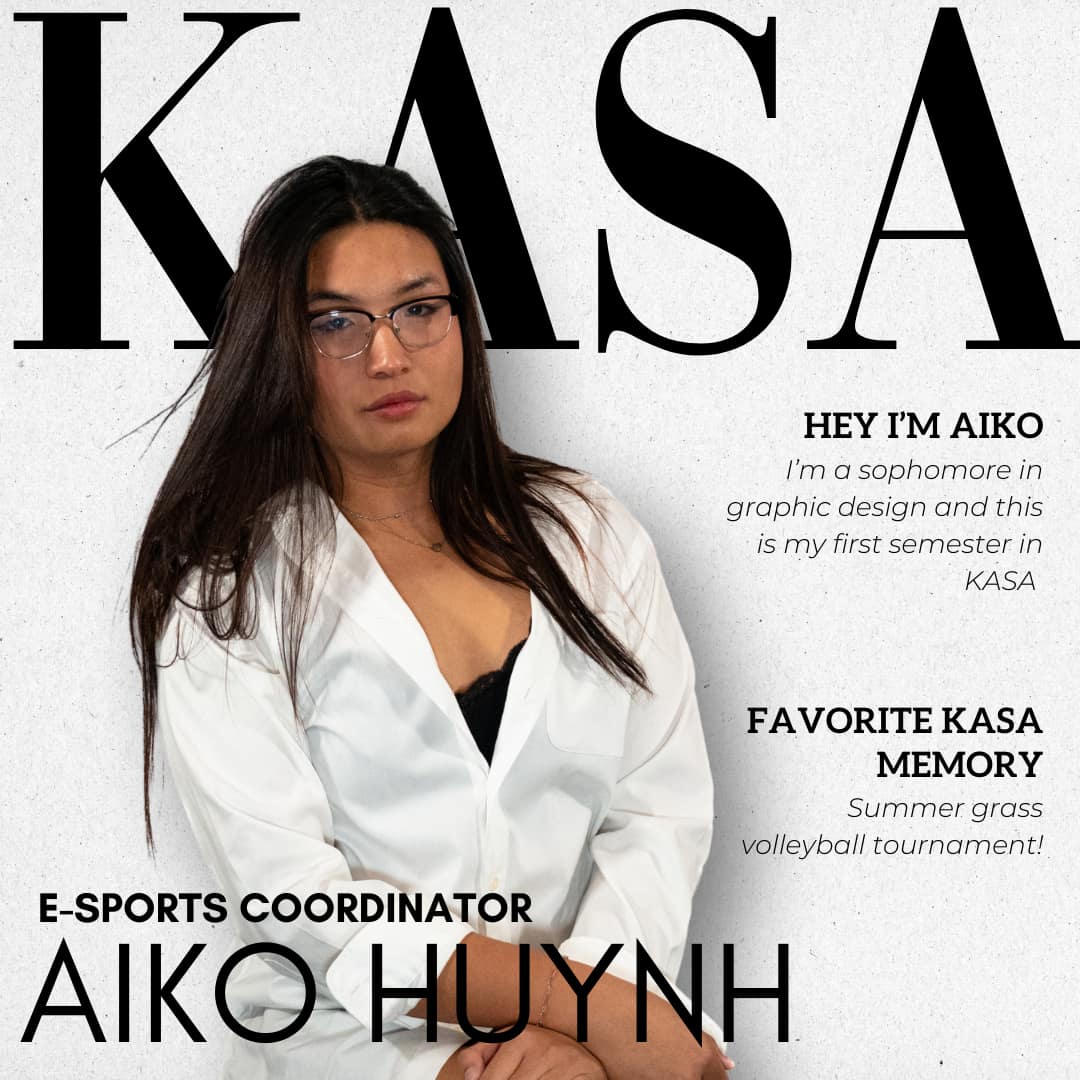 KASA
HEY I’M AIKO
I’m a sophomore in
graphic design and this
is my first semester in
KASA
FAVORITE KASA
MEMORY
Summer grass
volleyball tournament!
E-SPORTS COORDINATOR
AIKO HUYNH